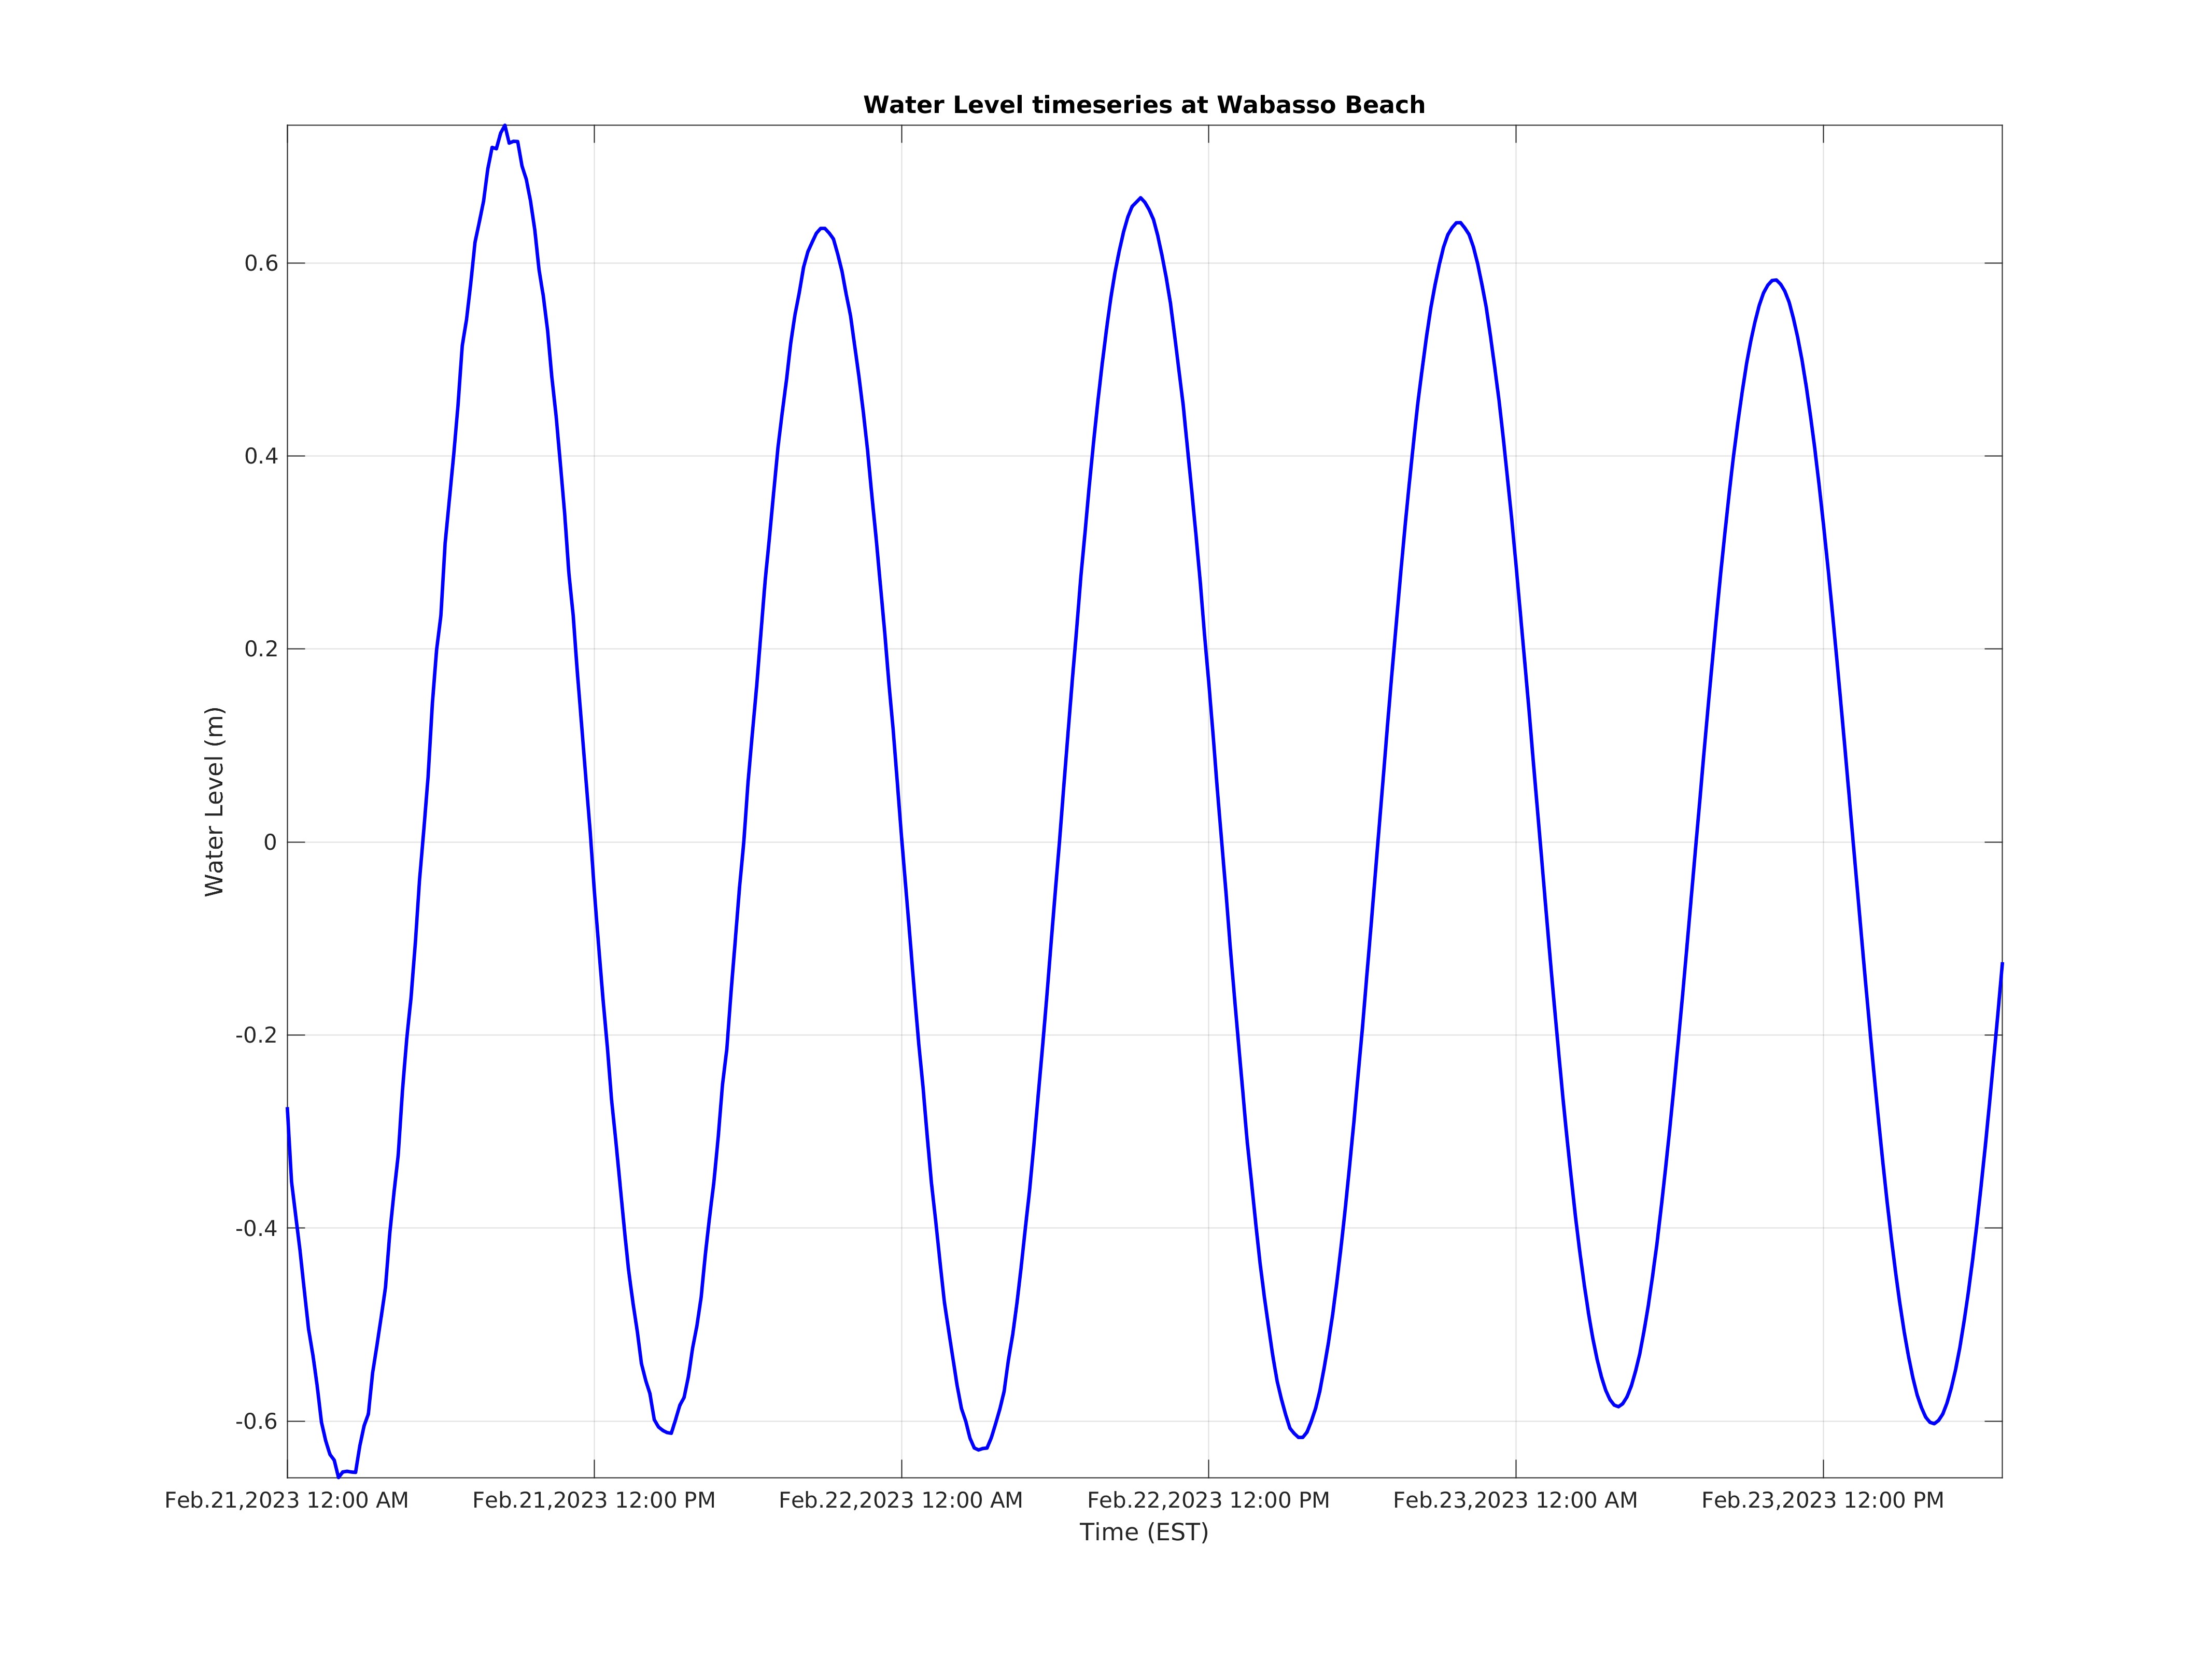 Water Level timeseries at Wabasso Beach
Water Level (m)
0.6
0.4
0.2
0
-0.2
-0.4
-0.6
Feb.21,2023 12:00 AM
Feb.21,2023 12:00 PM
Feb.22,2023 12:00 AM
Feb.22,2023 12:00 PM
Feb.23,2023 12:00 AM
Feb.23,2023 12:00 PM
Time (EST)